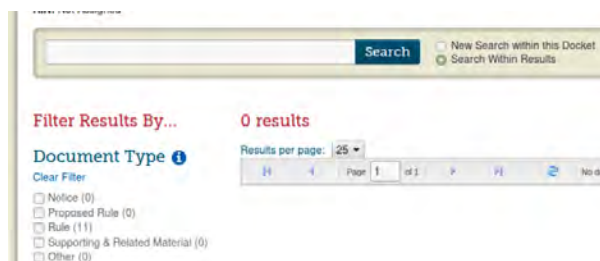 Search
New Search within this Docket
Search Within Results
Filter Results By...
0 results
Results per page: 25
Document Type
Clear Filter
Page 1 of 1
No d
Notice (0)
Proposed Rule (0)
Rule (11)
Supporting & Related Material (0)
Other (0)